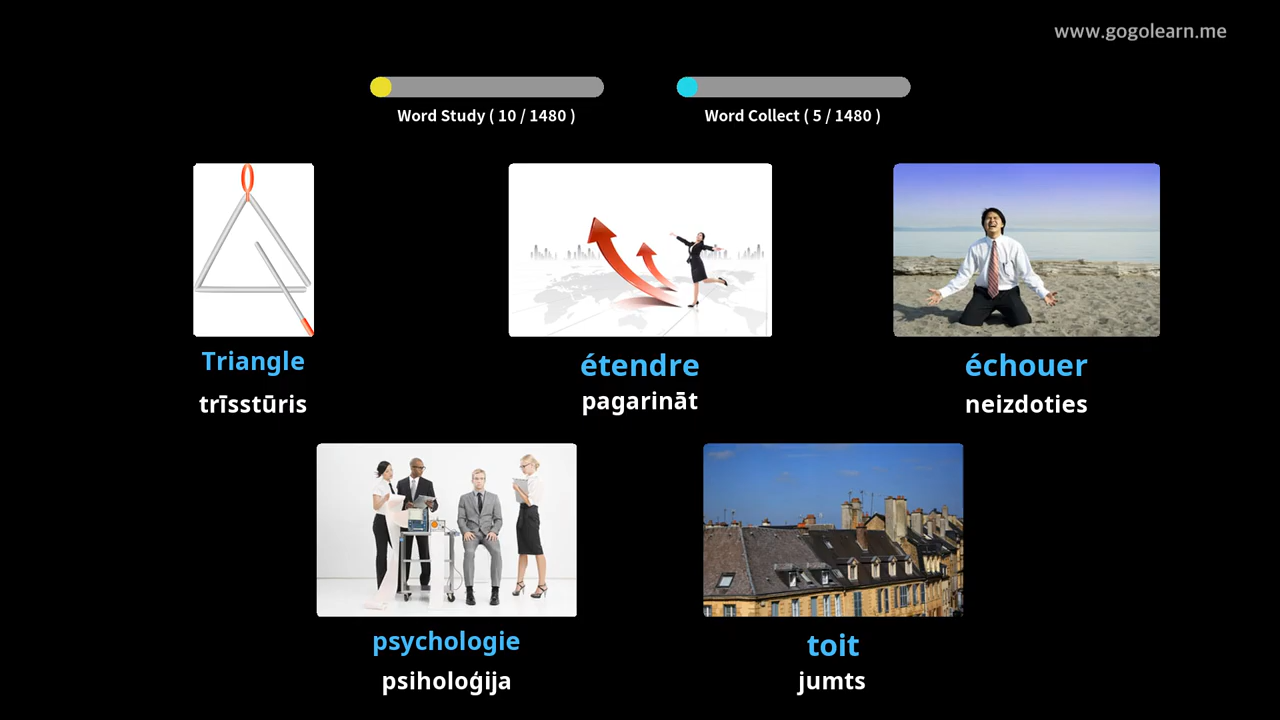 www.gogolearn.me
Word Study ( 10 / 1480 )
Word Collect ( 5 / 1480 )
Triangle
trīsstūris
étendre
pagarināt
échouer
neizdoties
psychologie
psiholoģija
toit
jumts